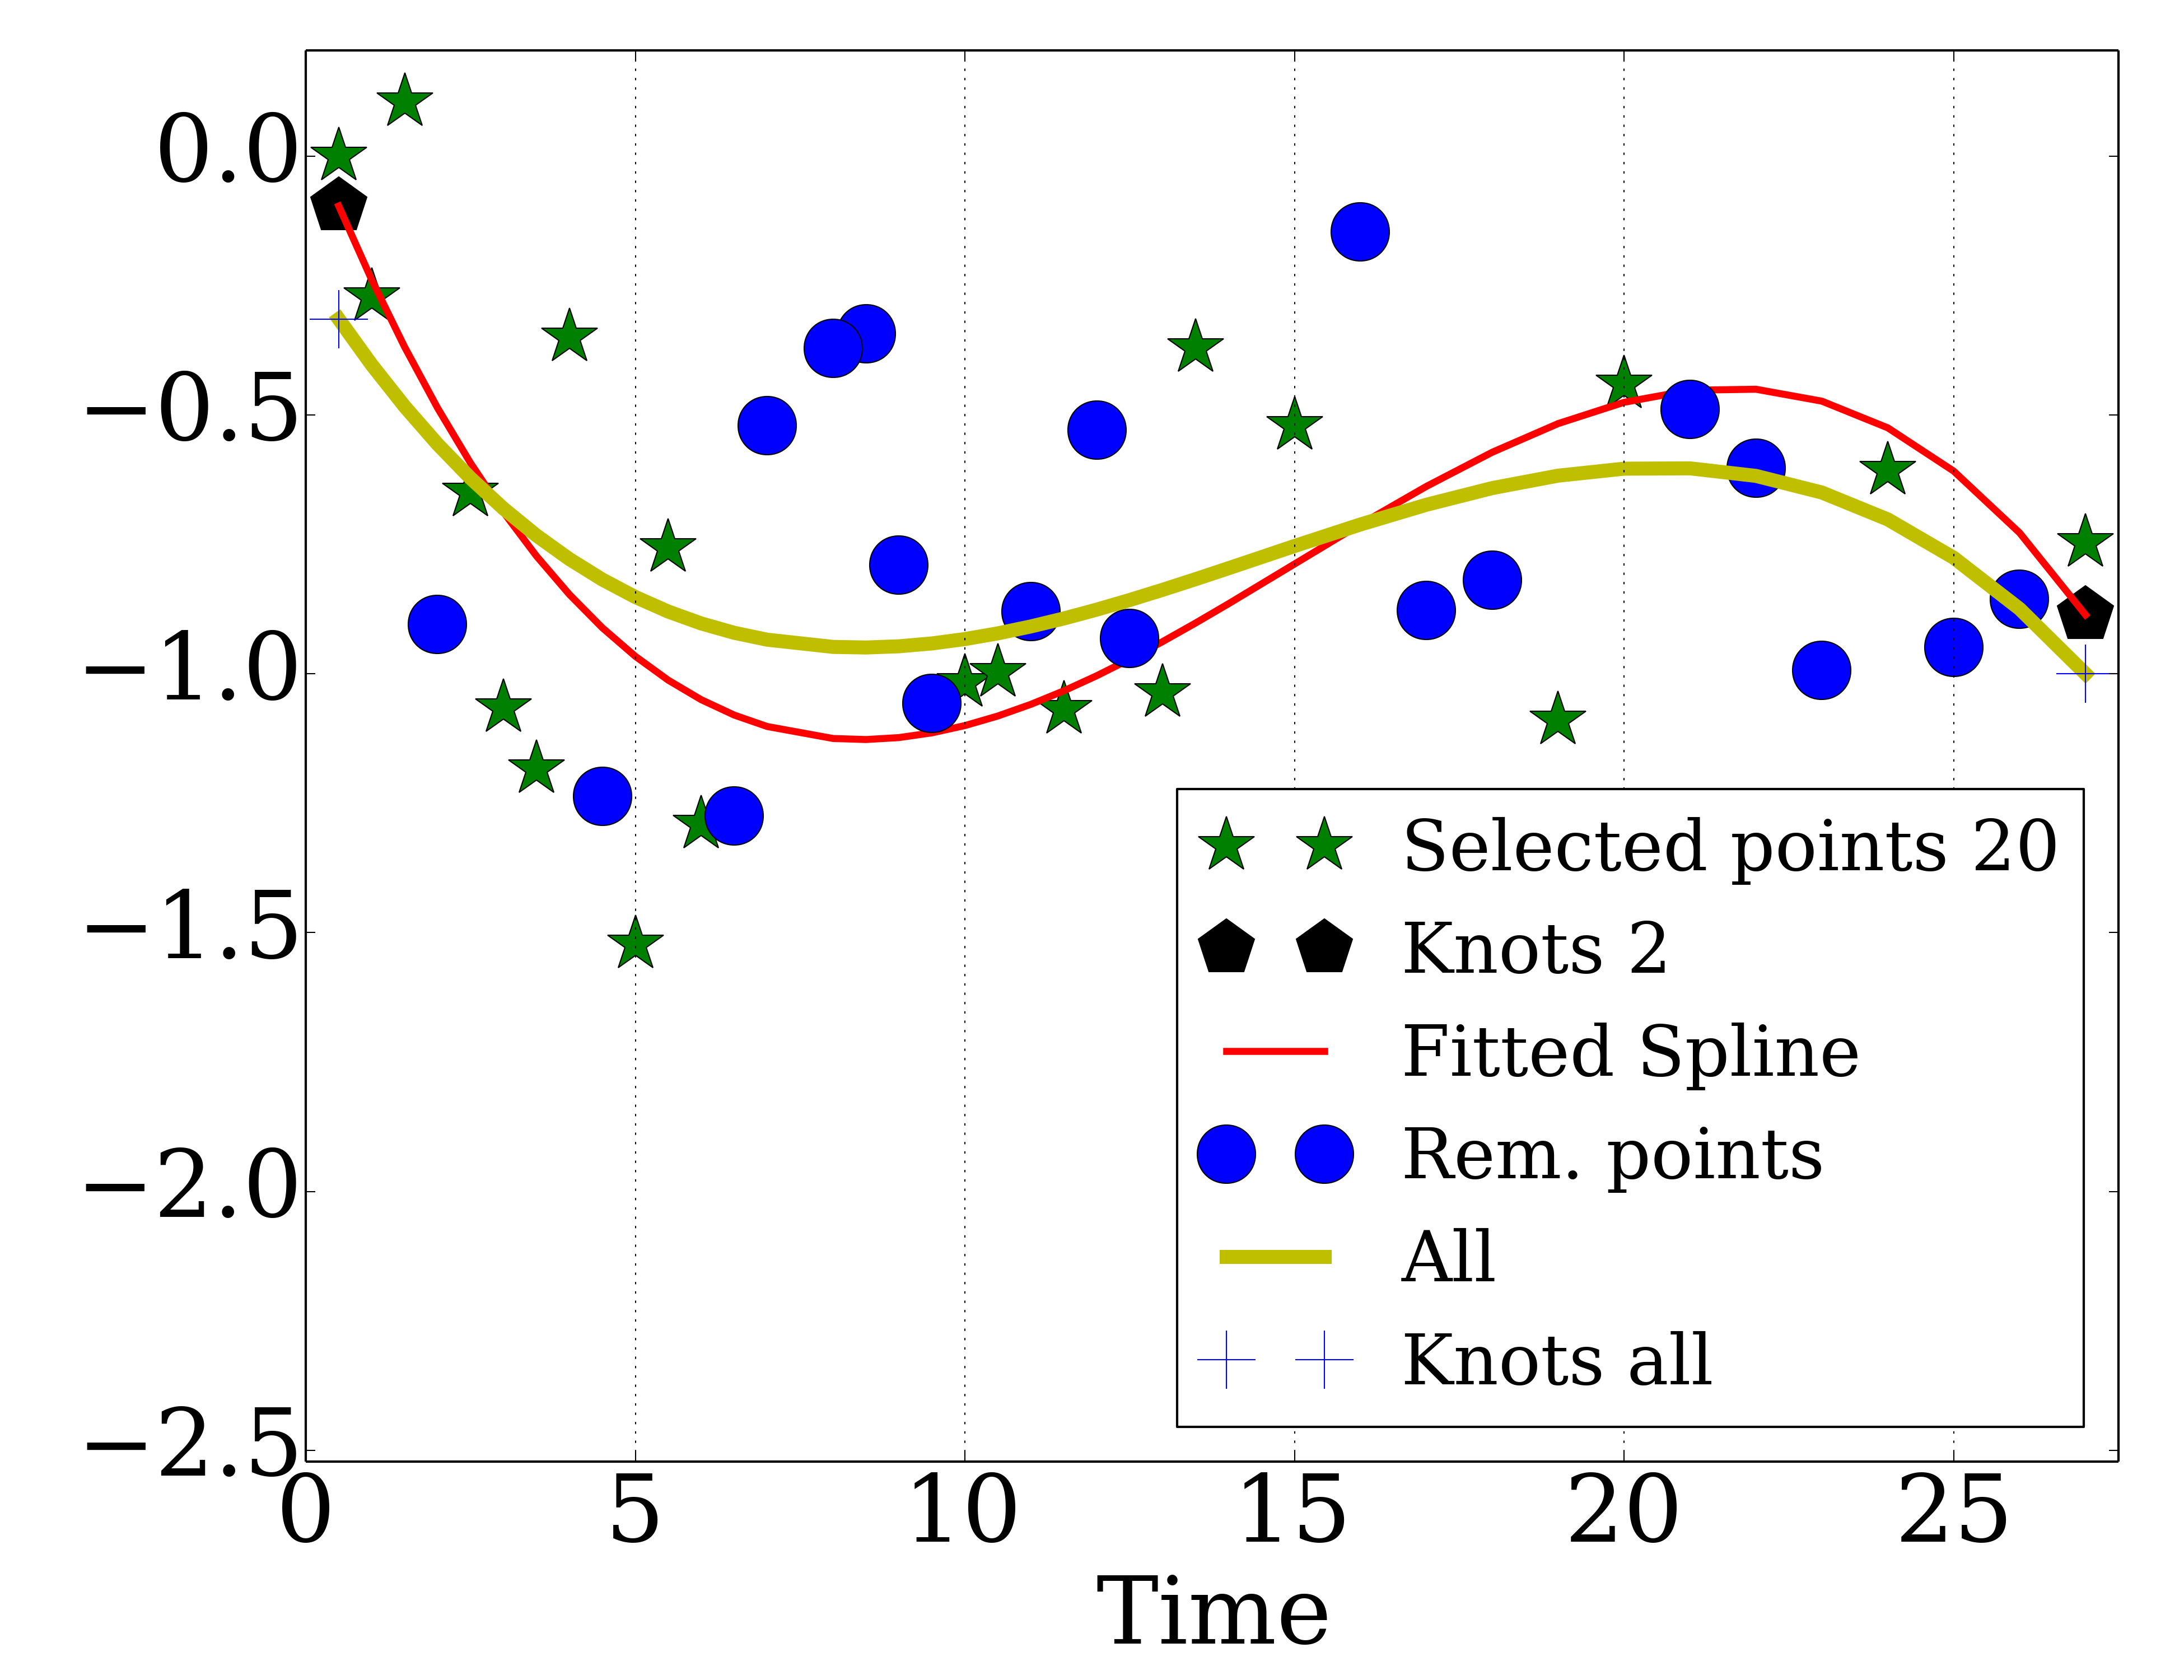 0.0
−0.5
−1.0
−1.5
−2.0
−2.5
0 5 10 15 20 25
Time
Selected points 20
Knots 2
Fitted Spline
Rem. points
All
Knots all